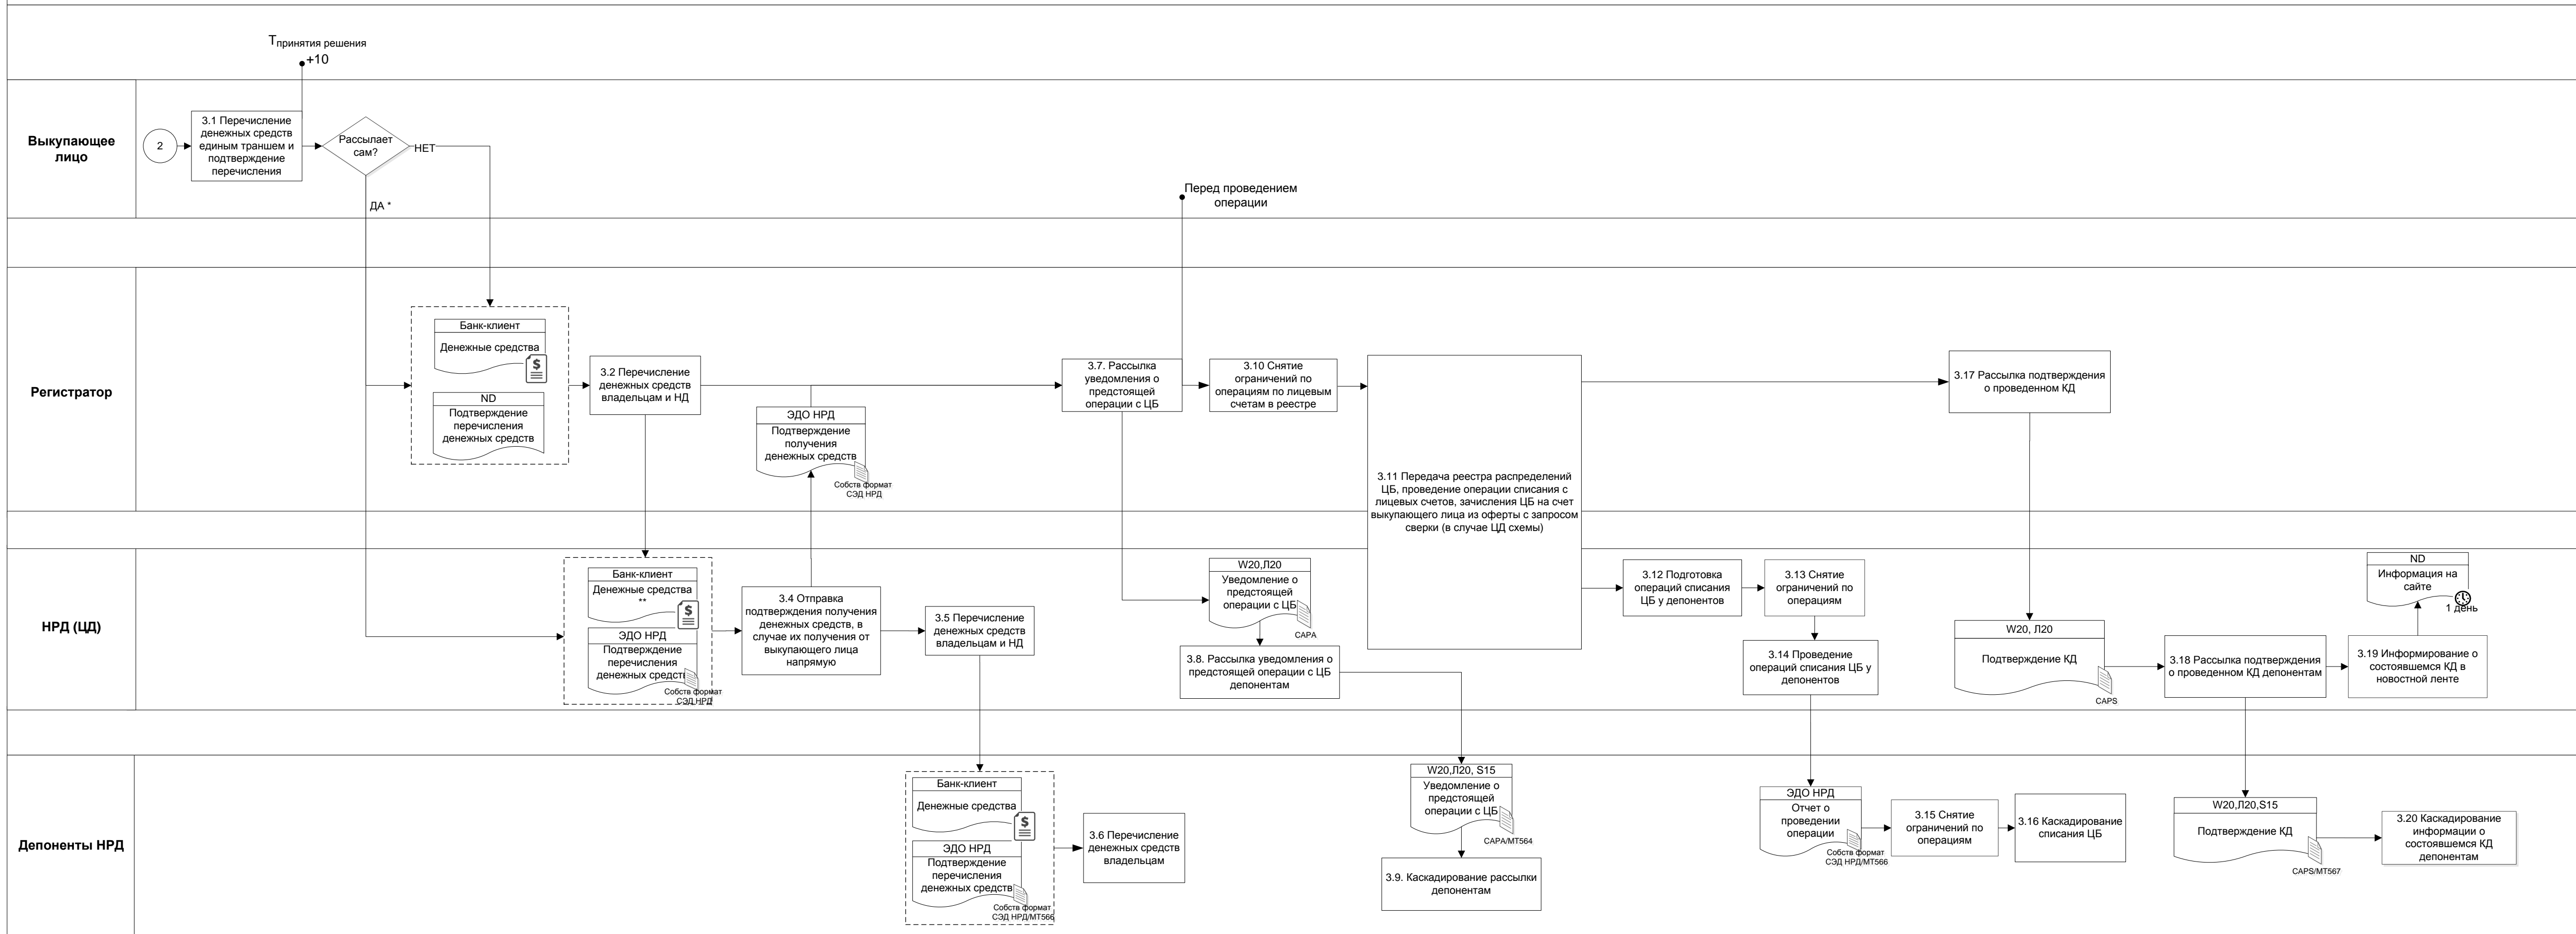 Tпринятия решения
+10
Выкупающее
лицо
2
3.1 Перечисление
денежных средств
единым траншем и
подтверждение
перечисления
Рассылает
сам?
НЕТ
ДА *
Перед проведением
операции
Регистратор
Банк-клиент
Денежные средства
ND
Подтверждение
перечисления
денежных средств
3.2 Перечисление
денежных средств
владельцам и НД
ЭДО НРД
Подтверждение
получения
денежных средств
Собств формат
СЭД НРД
3.7. Рассылка
уведомления о
предстоящей
операции с ЦБ
3.10 Снятие
ограничений по
операциям по лицевым
счетам в реестре
3.11 Передача реестра распределений
ЦБ, проведение операции списания с
лицевых счетов, зачисления ЦБ на счет
выкупающего лица из оферты с запросом
сверки (в случае ЦД схемы)
3.17 Рассылка подтверждения
о проведенном КД
НРД (ЦД)
Банк-клиент
Денежные средства
**
ЭДО НРД
Подтверждение
перечисления
денежных средств
Собств формат
СЭД НРД
3.4 Отправка
подтверждения получения
денежных средств, в
случае их получения от
выкупающего лица
напрямую
3.5 Перечисление
денежных средств
владельцам и НД
W20,Л20
Уведомление о
предстоящей
операции с ЦБ
CAPA
3.8. Рассылка уведомления о
предстоящей операции с ЦБ
депонентам
3.12 Подготовка
операций списания
ЦБ у депонентов
3.13 Снятие
ограничений по
операциям
3.14 Проведение
операций списания ЦБ у
депонентов
W20, Л20
Подтверждение КД
CAPS
3.18 Рассылка подтверждения
о проведенном КД депонентам
ND
Информация на
сайте
1 день
3.19 Информирование о
состоявшемся КД в
новостной ленте
Депоненты НРД
Банк-клиент
Денежные средства
ЭДО НРД
Подтверждение
перечисления
денежных средств
Собств формат
СЭД НРД/MT566
3.6 Перечисление
денежных средств
владельцам
W20,Л20, S15
Уведомление о
предстоящей
операции с ЦБ
CAPA/MT564
3.9. Каскадирование рассылки
депонентам
ЭДО НРД
Отчет о
проведении
операции
Собств формат
СЭД НРД/MT566
3.15 Снятие
ограничений по
операциям
3.16 Каскадирование
списания ЦБ
W20,Л20,S15
Подтверждение КД
CAPS/MT567
3.20 Каскадирование
информации о
состоявшемся КД
депонентам